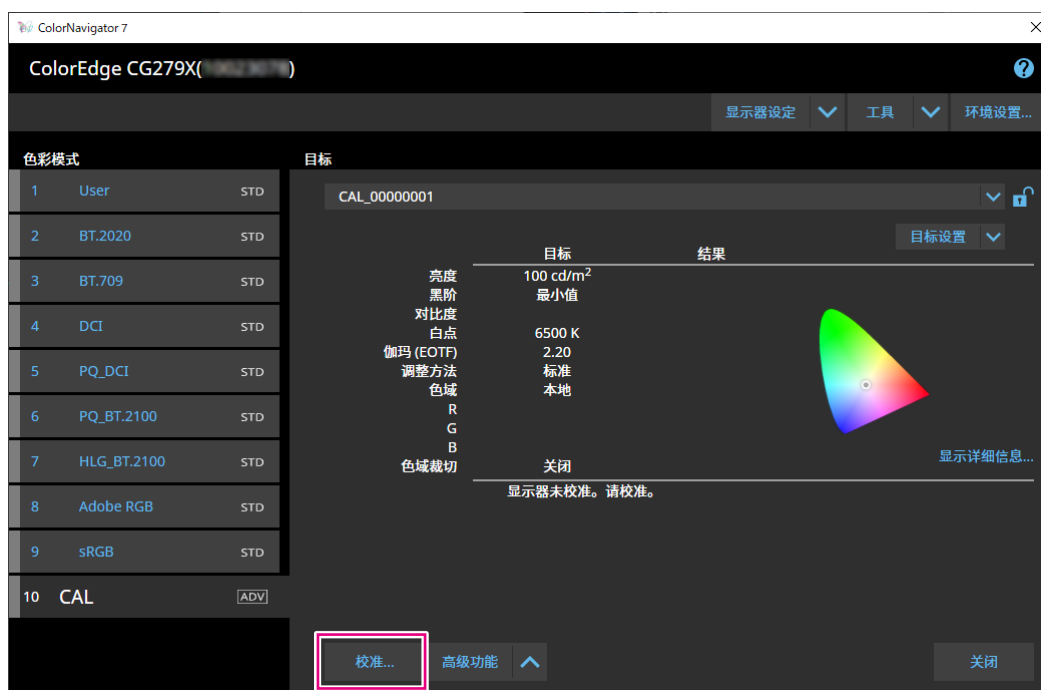 ColorNavigator 7
ColorEdge CG279X( )
显示器设定
工具
环境设置...
色彩模式
1 User STD
2 BT.2020 STD
3 BT.709 STD
4 DCI STD
5 PQ_DCI STD
6 PQ_BT.2100 STD
7 HLG_BT.2100 STD
8 Adobe RGB STD
9 sRGB STD
10 CAL ADV
目标
CAL_00000001
目标设置
目标 结果
亮度 100 cd/m²
黑阶 最小值
对比度
白点 6500 K
伽玛 (EOTF) 2.20
调整方法 标准
色域 本地
R
G
B
色域裁切 关闭
显示详细信息...
显示器未校准。请校准。
校准...
高级功能
关闭